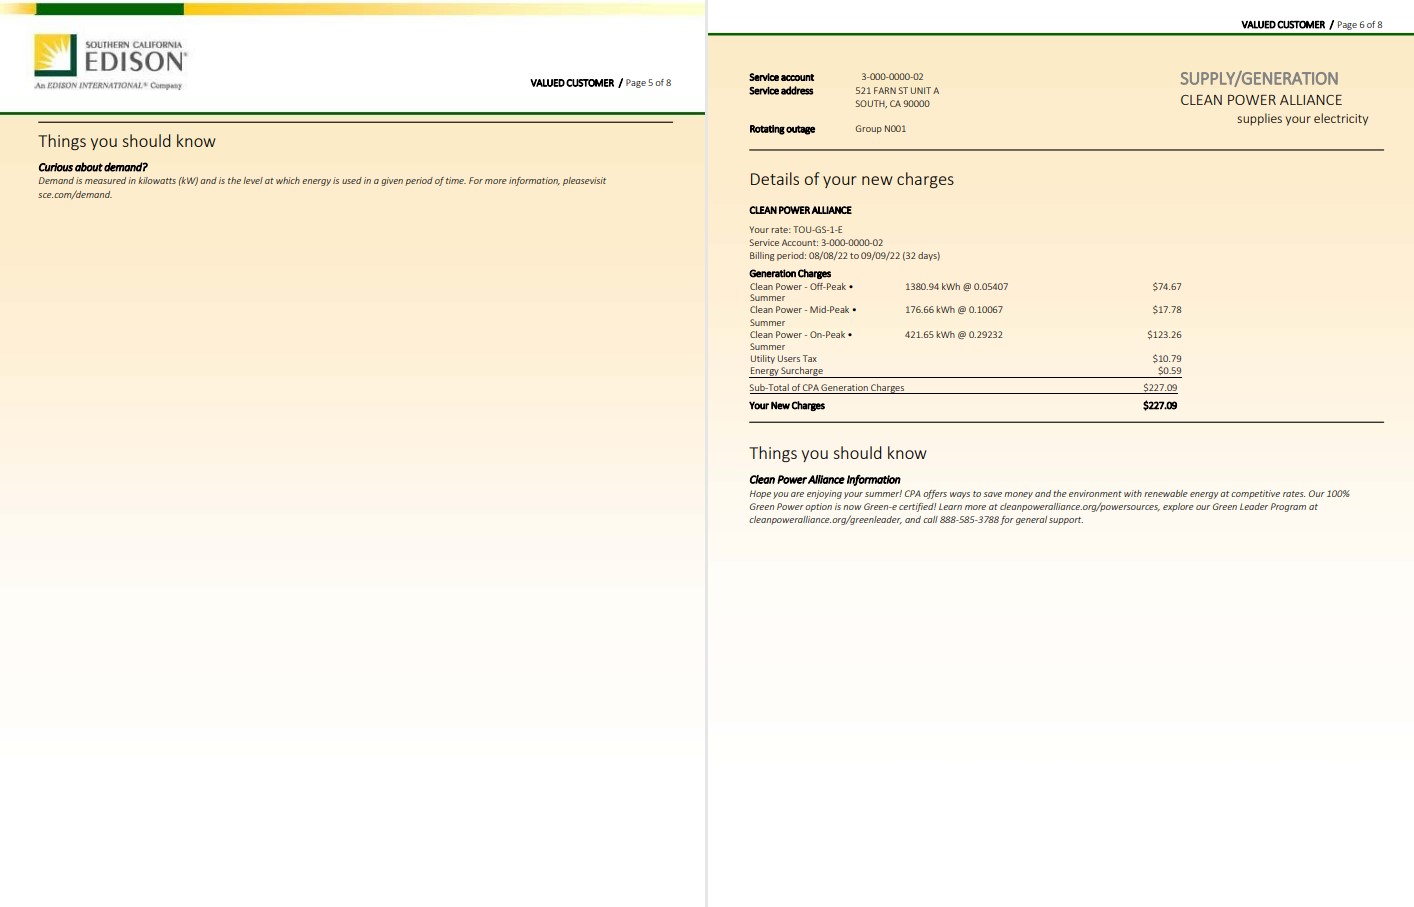 SOUTHERN CALIFORNIA
EDISON®
An EDISON INTERNATIONAL® Company
VALUED CUSTOMER / Page 5 of 8
Things you should know
Curious about demand?
Demand is measured in kilowatts (kW) and is the level at which energy is used in a given period of time. For more information, pleasevisit
sce.com/demand.
VALUED CUSTOMER / Page 6 of 8
Service account 3-000-0000-02
Service address 521 FARN ST UNIT A
SOUTH, CA 90000
Rotating outage Group N001
SUPPLY/GENERATION
CLEAN POWER ALLIANCE
supplies your electricity
Details of your new charges
CLEAN POWER ALLIANCE
Your rate: TOU-GS-1-E
Service Account: 3-000-0000-02
Billing period: 08/08/22 to 09/09/22 (32 days)
Generation Charges
Clean Power - Off-Peak • 1380.94 kWh @ 0.05407 $74.67
Summer
Clean Power - Mid-Peak • 176.66 kWh @ 0.10067 $17.78
Summer
Clean Power - On-Peak • 421.65 kWh @ 0.29232 $123.26
Summer
Utility Users Tax $10.79
Energy Surcharge $0.59
Sub-Total of CPA Generation Charges $227.09
Your New Charges $227.09
Things you should know
Clean Power Alliance Information
Hope you are enjoying your summer! CPA offers ways to save money and the environment with renewable energy at competitive rates. Our 100%
Green Power option is now Green-e certified! Learn more at cleanpoweralliance.org/powersources, explore our Green Leader Program at
cleanpoweralliance.org/greenleader, and call 888-585-3788 for general support.